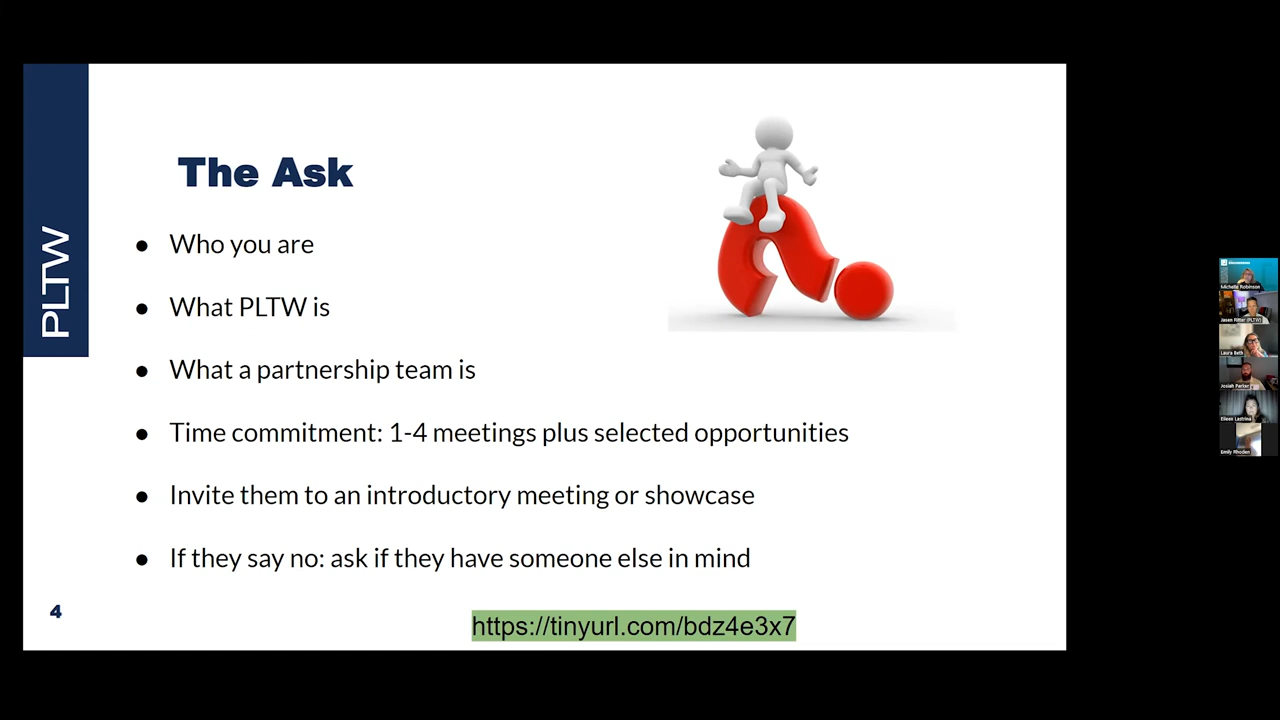 PLTW
The Ask
● Who you are
● What PLTW is
● What a partnership team is
● Time commitment: 1-4 meetings plus selected opportunities
● Invite them to an introductory meeting or showcase
● If they say no: ask if they have someone else in mind
4
https://tinyurl.com/bdz4e3x7
Michelle Robinson
Jasen Ritter (PLTW)
Laura Beth
Josiah Parker
Eileen Lastrina
Emily Rhoden